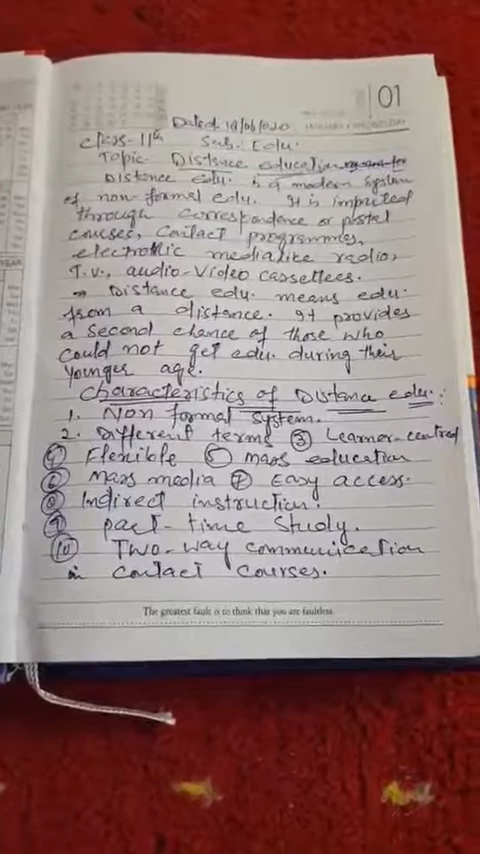 01
Dated. 18/06/020
Class-11th Sub.: Edu.
Topic- Distance education
Distance edu. is a modern system
of non-formal edu. It is imparted
through correspondence or postal
courses, contact programmes,
electronic media like radio,
T.V., audio-video cassettees.
→ Distance edu. means edu.
from a distance. It provides
a second chance of those who
could not get edu. during their
younger age.
Characteristics of Distance edu.:
1. Non formal system.
2. Different terms ③ Learner-centred
④ Flexible ⑤ mass education
⑥ Mass media ⑦ Easy access.
⑧ Indirect instruction.
⑨ part-time study.
⑩ Two-way communication
in contact courses.
The greatest fault is to think that you are faultless.
YEAR